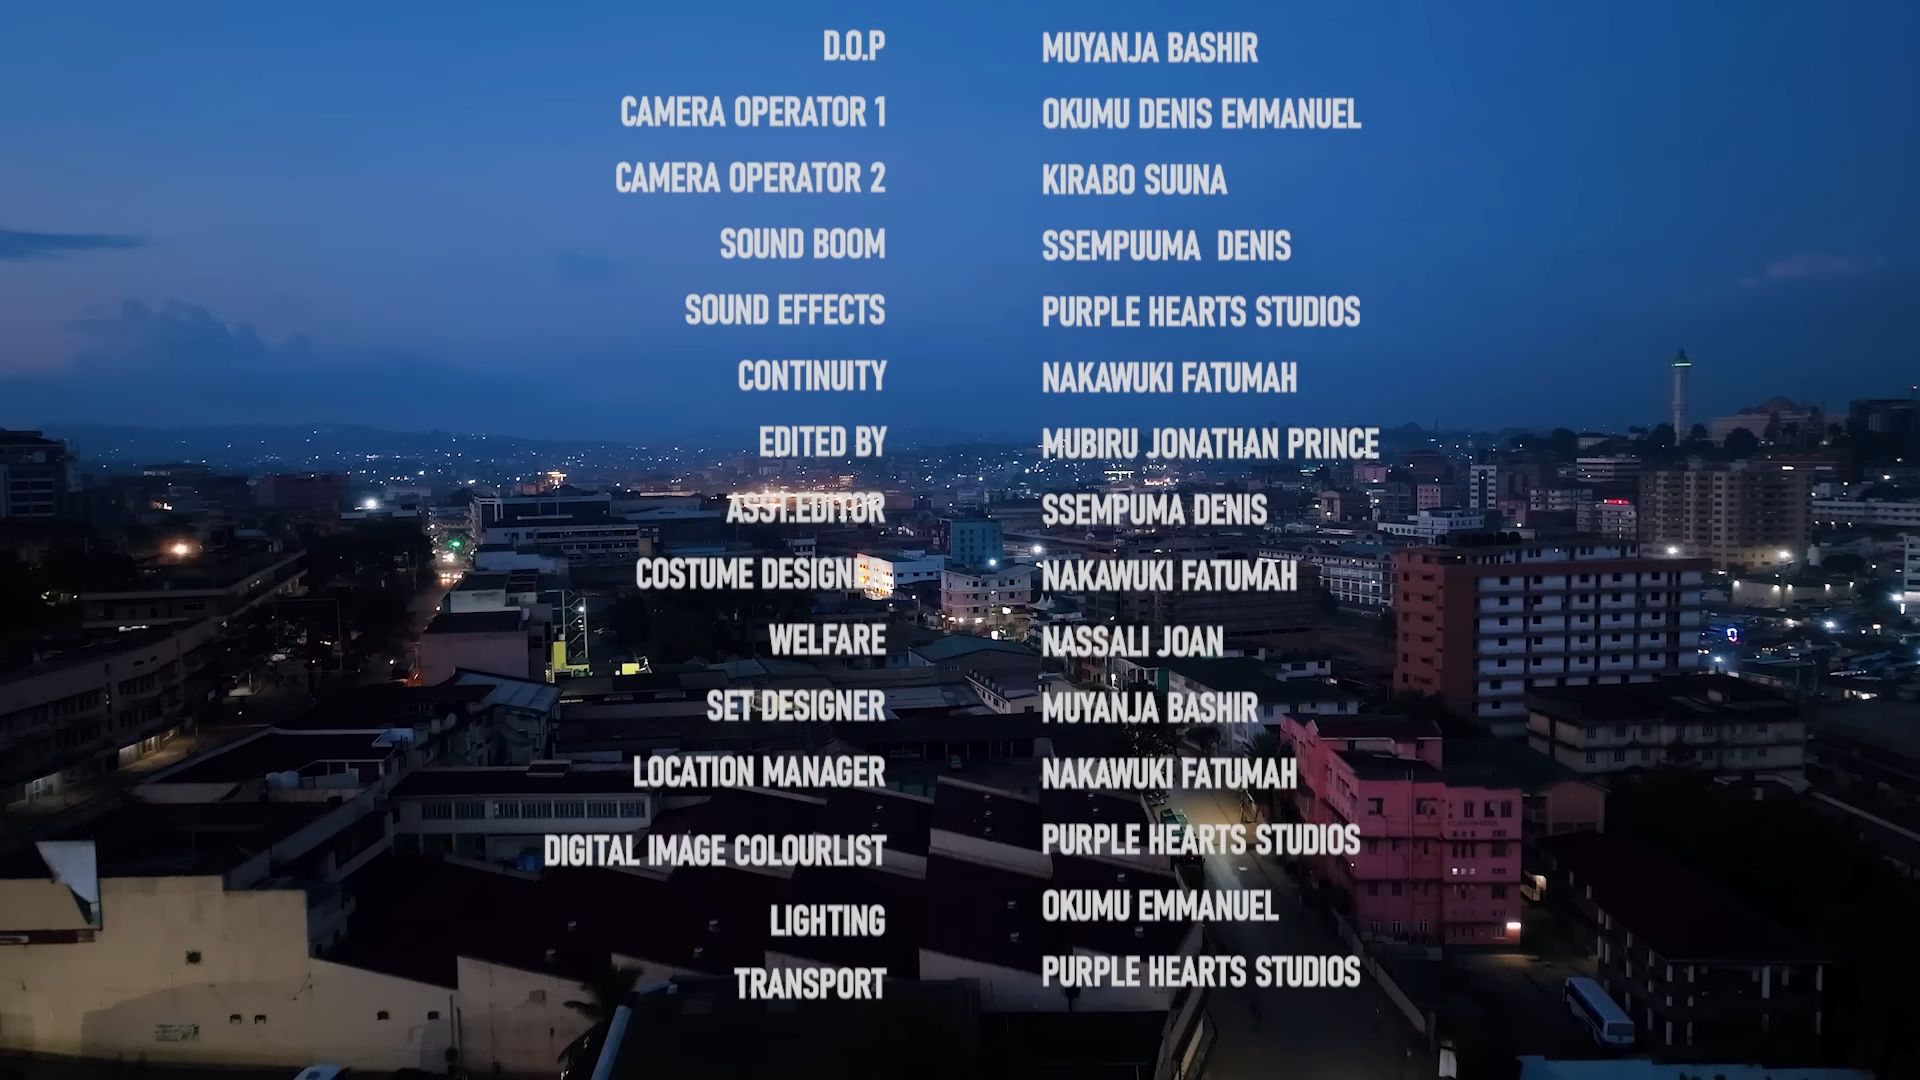 D.O.P MUYANJA BASHIR
CAMERA OPERATOR 1 OKUMU DENIS EMMANUEL
CAMERA OPERATOR 2 KIRABO SUUNA
SOUND BOOM SSEMPUUMA DENIS
SOUND EFFECTS PURPLE HEARTS STUDIOS
CONTINUITY NAKAWUKI FATUMAH
EDITED BY MUBIRU JONATHAN PRINCE
ASST.EDITOR SSEMPUMA DENIS
COSTUME DESIGN NAKAWUKI FATUMAH
WELFARE NASSALI JOAN
SET DESIGNER MUYANJA BASHIR
LOCATION MANAGER NAKAWUKI FATUMAH
DIGITAL IMAGE COLOURLIST PURPLE HEARTS STUDIOS
LIGHTING OKUMU EMMANUEL
TRANSPORT PURPLE HEARTS STUDIOS